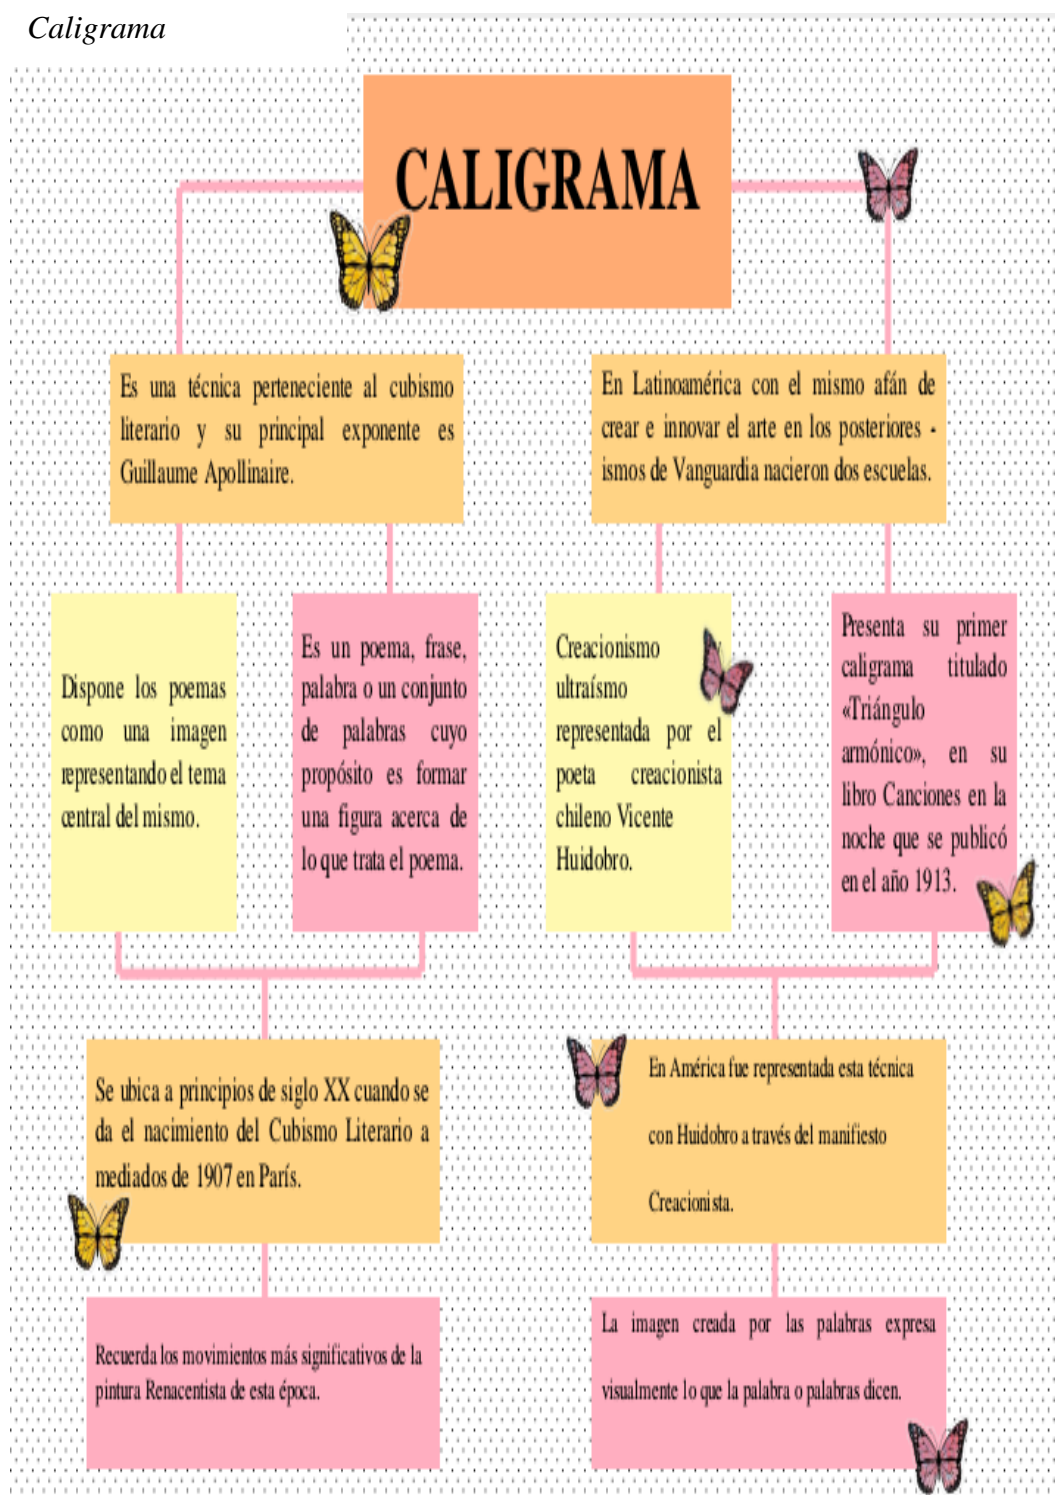 Caligrama
CALIGRAMA
Es una técnica perteneciente al cubismo
literario y su principal exponente es
Guillaume Apollinaire.
En Latinoamérica con el mismo afán de
crear e innovar el arte en los posteriores -
ismos de Vanguardia nacieron dos escuelas.
Dispone los poemas
como una imagen
representando el tema
central del mismo.
Es un poema, frase,
palabra o un conjunto
de palabras cuyo
propósito es formar
una figura acerca de
lo que trata el poema.
Creacionismo
ultraísmo
representada por el
poeta creacionista
chileno Vicente
Huidobro.
Presenta su primer
caligrama titulado
«Triángulo
armónico», en su
libro Canciones en la
noche que se publicó
en el año 1913.
Se ubica a principios de siglo XX cuando se
da el nacimiento del Cubismo Literario a
mediados de 1907 en París.
En América fue representada esta técnica
con Huidobro a través del manifiesto
Creacionista.
Recuerda los movimientos más significativos de la
pintura Renacentista de esta época.
La imagen creada por las palabras expresa
visualmente lo que la palabra o palabras dicen.